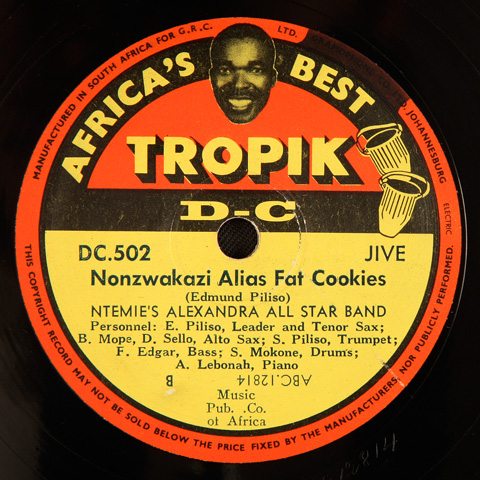 MANUFACTURED IN SOUTH AFRICA FOR G.R.C. LTD.
JOHANNESBURG
AFRICA'S BEST
TROPIK
D-C
DC.502 JIVE
Nonzwakazi Alias Fat Cookies
(Edmund Piliso)
NTEMIE'S ALEXANDRA ALL STAR BAND
Personnel: E. Piliso, Leader and Tenor Sax;
B. Mope, D. Sello, Alto Sax; S. Piliso, Trumpet;
F. Edgar, Bass; S. Mokone, Drums;
A. Lebonah, Piano
B ABC.12814
Music
Pub. .Co.
ot Africa
ELECTRIC
THIS COPYRIGHT RECORD MAY NOT BE SOLD BELOW THE PRICE FIXED BY THE MANUFACTURERS, NOR PUBLICLY PERFORMED.